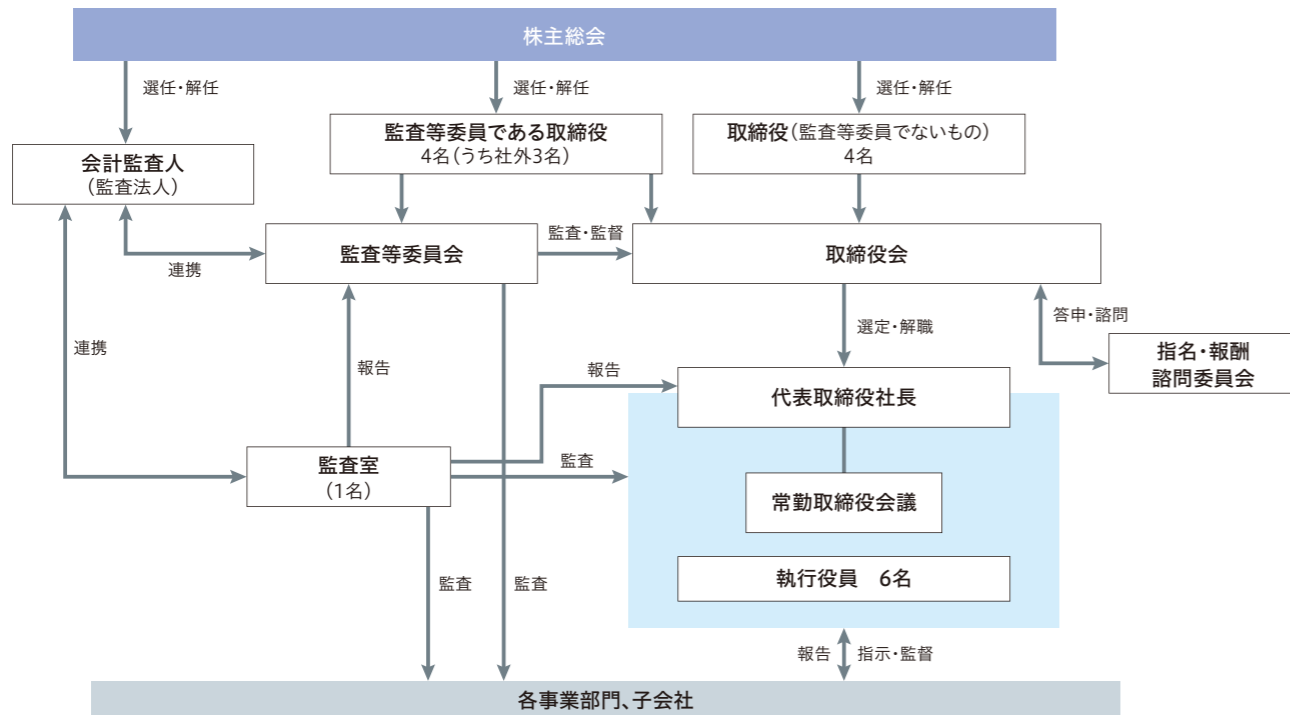 株主総会
選任・解任
選任・解任
選任・解任
会計監査人
（監査法人）
監査等委員である取締役
4名（うち社外3名）
取締役（監査等委員でないもの）
4名
監査等委員会
監査・監督
取締役会
連携
連携
報告
選定・解職
答申・諮問
指名・報酬
諮問委員会
報告
代表取締役社長
監査室
（1名）
監査
常勤取締役会議
執行役員　6名
監査
監査
報告
指示・監督
各事業部門、子会社